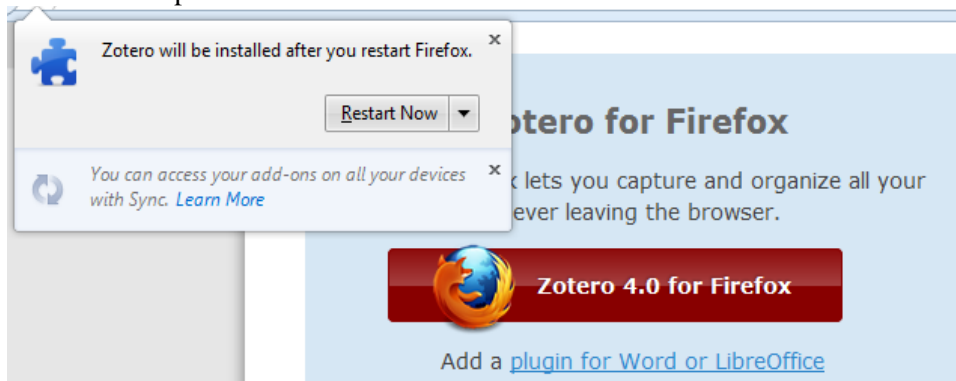 Zotero will be installed after you restart Firefox.
Restart Now
You can access your add-ons on all your devices
with Sync. Learn More
otero for Firefox
lets you capture and organize all your
ever leaving the browser.
Zotero 4.0 for Firefox
Add a plugin for Word or LibreOffice